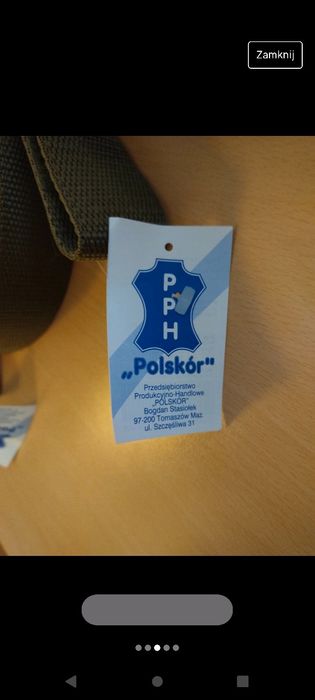 Zamknij
P
P
H
„Polskór"
Przedsiębiorstwo
Produkcyjno-Handlowe
„POLSKÓR"
Bogdan Stasiołek
97-200 Tomaszów Maz.
ul. Szczęśliwa 31